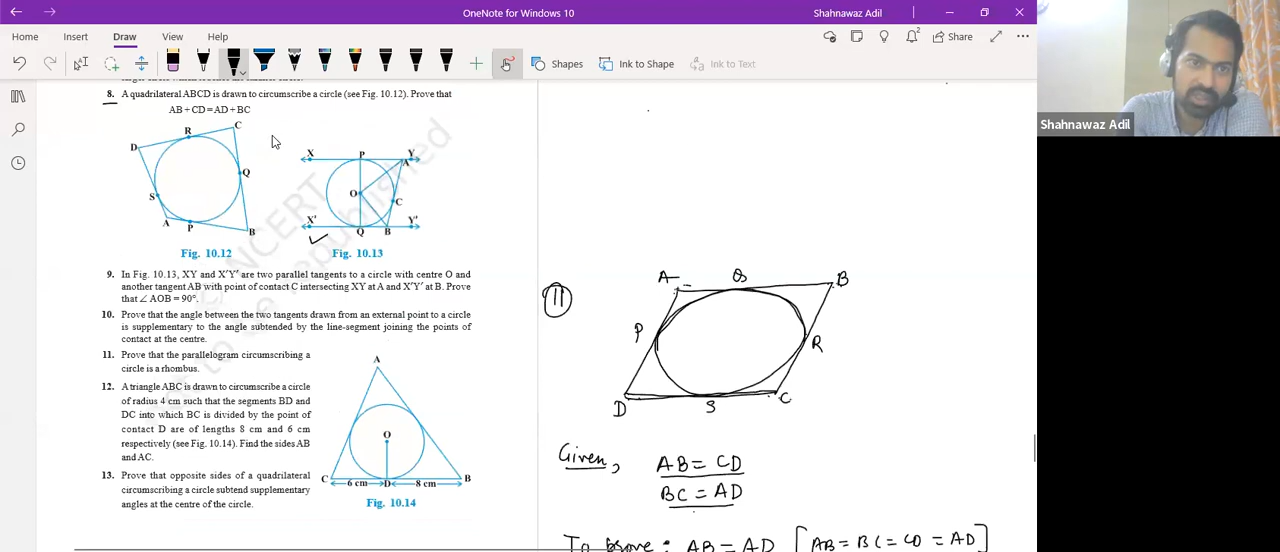 OneNote for Windows 10
Shahnawaz Adil
Home
Insert
Draw
View
Help
Share
Shapes
Ink to Shape
Ink to Text
Shahnawaz Adil
8. A quadrilateral ABCD is drawn to circumscribe a circle (see Fig. 10.12). Prove that
AB + CD = AD + BC
D
R
C
Q
S
A
P
B
Fig. 10.12
X
P
Y
A
O
C
X'
Q
B
Y'
Fig. 10.13
9. In Fig. 10.13, XY and X'Y' are two parallel tangents to a circle with centre O and
another tangent AB with point of contact C intersecting XY at A and X'Y' at B. Prove
that ∠ AOB = 90°.
10. Prove that the angle between the two tangents drawn from an external point to a circle
is supplementary to the angle subtended by the line-segment joining the points of
contact at the centre.
11. Prove that the parallelogram circumscribing a
circle is a rhombus.
12. A triangle ABC is drawn to circumscribe a circle
of radius 4 cm such that the segments BD and
DC into which BC is divided by the point of
contact D are of lengths 8 cm and 6 cm
respectively (see Fig. 10.14). Find the sides AB
and AC.
13. Prove that opposite sides of a quadrilateral
circumscribing a circle subtend supplementary
angles at the centre of the circle.
A
O
C
6 cm
D
8 cm
B
Fig. 10.14
11
A
Q
B
P
R
D
S
C
Given, AB = CD
BC = AD
To prove : AB = AD [AB = BC = CD = AD]